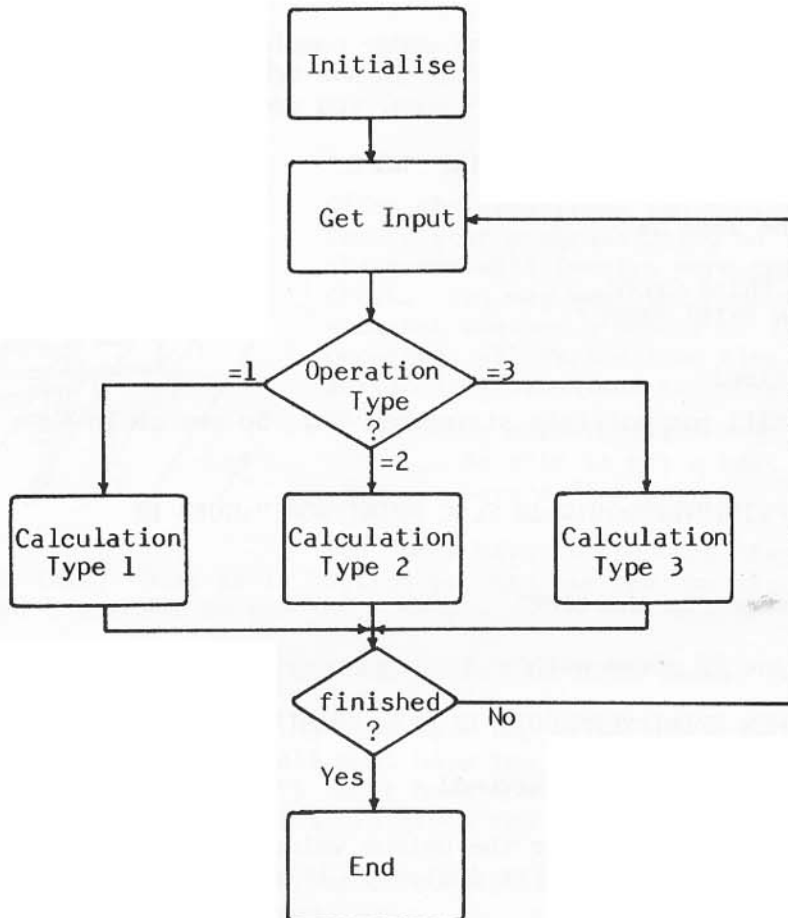 Initialise
Get Input
=1
Operation
Type
?
=3
=2
Calculation
Type 1
Calculation
Type 2
Calculation
Type 3
finished
?
No
Yes
End